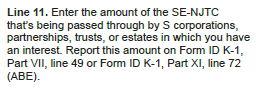 Line 11. Enter the amount of the SE-NJTC
that's being passed through by S corporations,
partnerships, trusts, or estates in which you have
an interest. Report this amount on Form ID K-1,
Part VII, line 49 or Form ID K-1, Part XI, line 72
(ABE).